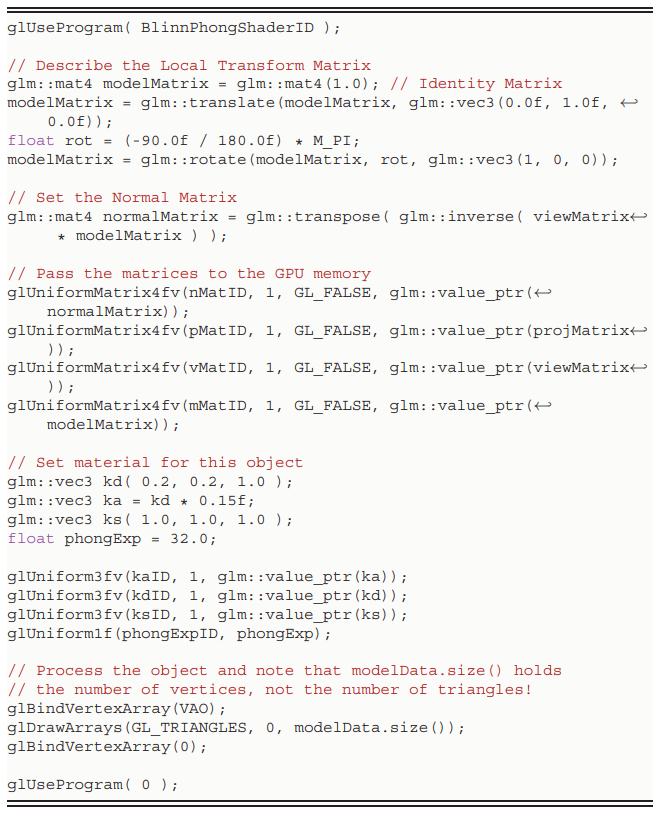 glUseProgram( BlinnPhongShaderID );

// Describe the Local Transform Matrix
glm::mat4 modelMatrix = glm::mat4(1.0); // Identity Matrix
modelMatrix = glm::translate(modelMatrix, glm::vec3(0.0f, 1.0f, ↩
    0.0f));
float rot = (-90.0f / 180.0f) * M_PI;
modelMatrix = glm::rotate(modelMatrix, rot, glm::vec3(1, 0, 0));

// Set the Normal Matrix
glm::mat4 normalMatrix = glm::transpose( glm::inverse( viewMatrix↩
     * modelMatrix ) );

// Pass the matrices to the GPU memory
glUniformMatrix4fv(nMatID, 1, GL_FALSE, glm::value_ptr(↩
    normalMatrix));
glUniformMatrix4fv(pMatID, 1, GL_FALSE, glm::value_ptr(projMatrix↩
    ));
glUniformMatrix4fv(vMatID, 1, GL_FALSE, glm::value_ptr(viewMatrix↩
    ));
glUniformMatrix4fv(mMatID, 1, GL_FALSE, glm::value_ptr(↩
    modelMatrix));

// Set material for this object
glm::vec3 kd( 0.2, 0.2, 1.0 );
glm::vec3 ka = kd * 0.15f;
glm::vec3 ks( 1.0, 1.0, 1.0 );
float phongExp = 32.0;

glUniform3fv(kaID, 1, glm::value_ptr(ka));
glUniform3fv(kdID, 1, glm::value_ptr(kd));
glUniform3fv(ksID, 1, glm::value_ptr(ks));
glUniform1f(phongExpID, phongExp);

// Process the object and note that modelData.size() holds
// the number of vertices, not the number of triangles!
glBindVertexArray(VAO);
glDrawArrays(GL_TRIANGLES, 0, modelData.size());
glBindVertexArray(0);

glUseProgram( 0 );